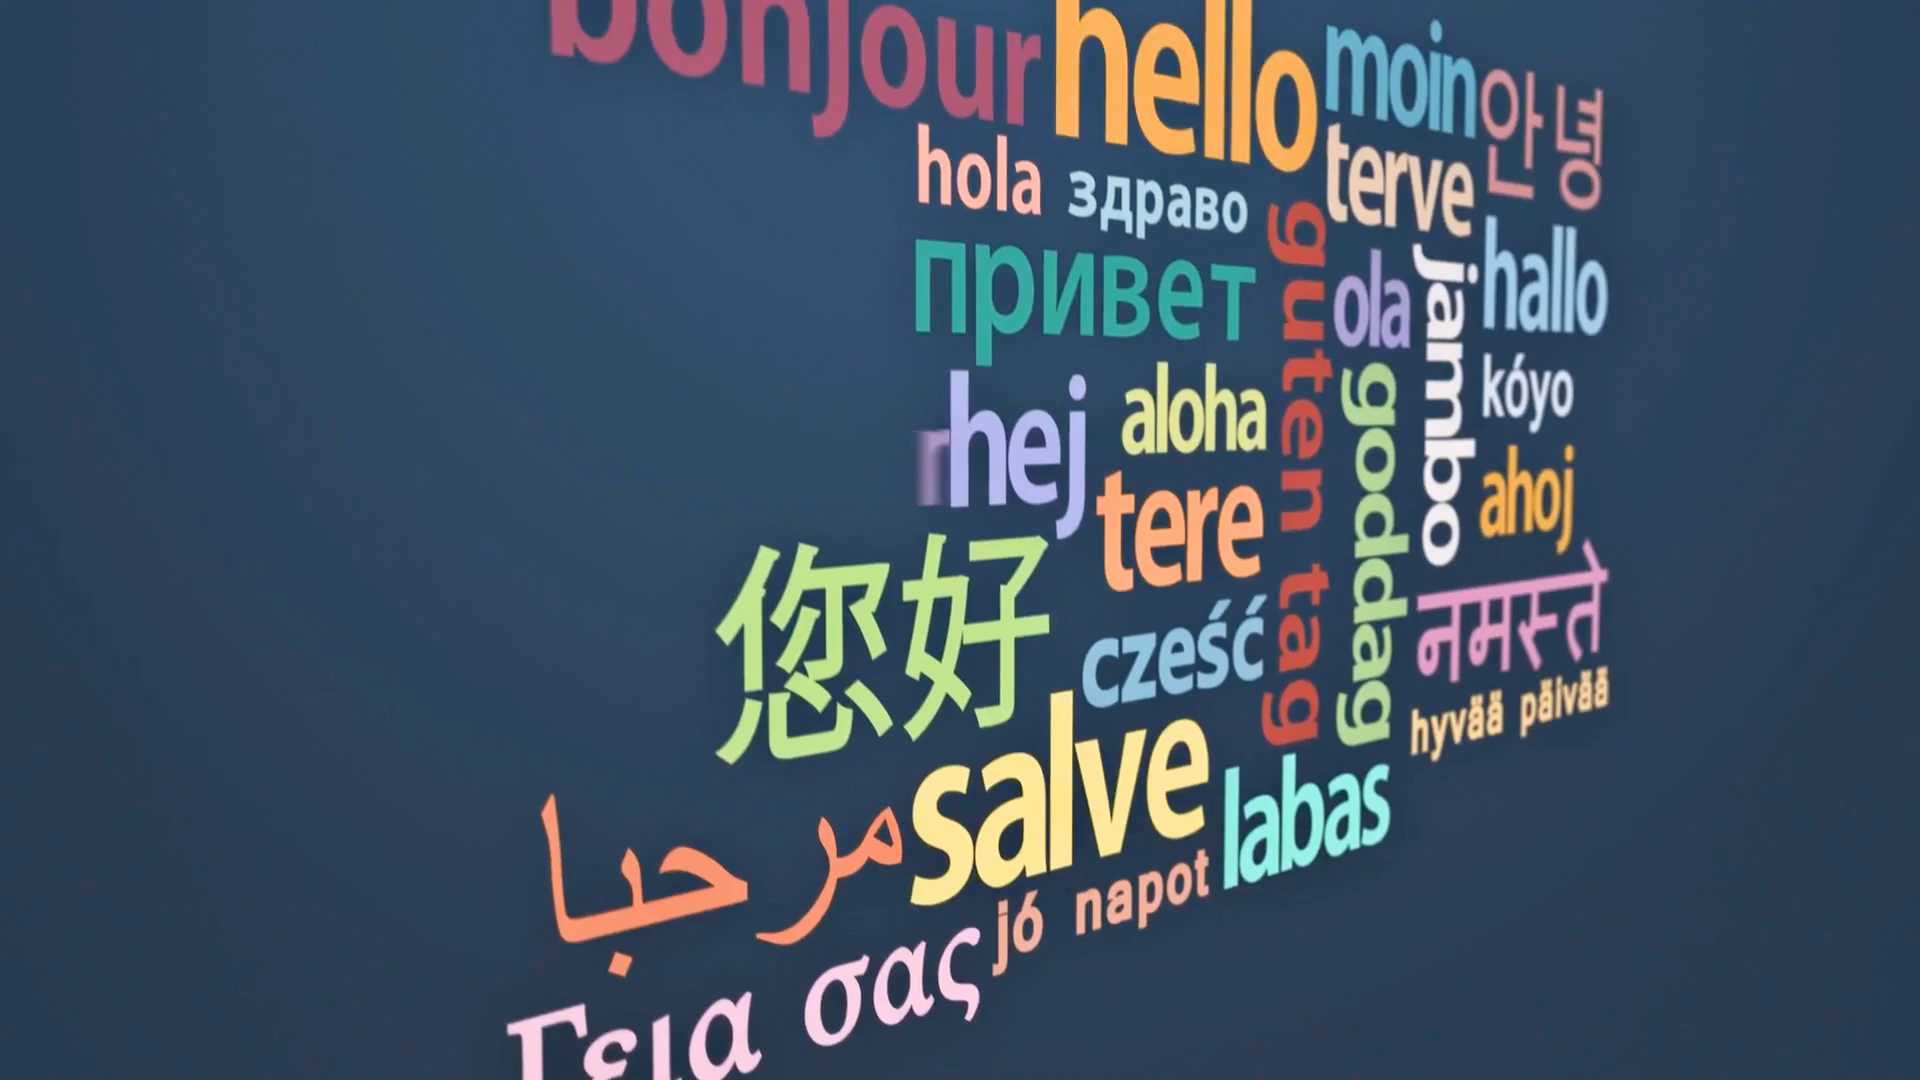 bonjour
hello
moin
안녕
hola
здраво
terve
привет
guten tag
ola
jambo
hallo
hej
aloha
goddag
kóyo
tere
ahoj
您好
cześć
नमस्ते
hyvää päivää
salve
labas
مرحبا
jó napot
Γεια σας